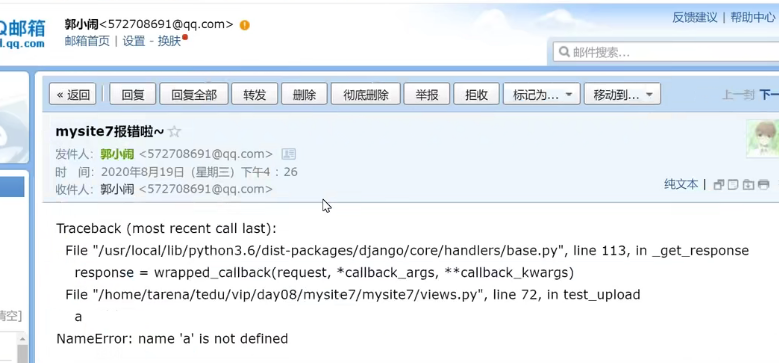 Q邮箱
l.qq.com
郭小闹<572708691@qq.com>
邮箱首页 | 设置 - 换肤
反馈建议 | 帮助中心
邮件搜索...
« 返回 回复 回复全部 转发 删除 彻底删除 举报 拒收 标记为... 移动到... 上一封 下一
mysite7报错啦~
发件人：郭小闹 <572708691@qq.com>
时　间：2020年8月19日（星期三）下午4：26
收件人：郭小闹 <572708691@qq.com>
纯文本 |
Traceback (most recent call last):
File "/usr/local/lib/python3.6/dist-packages/django/core/handlers/base.py", line 113, in _get_response
response = wrapped_callback(request, *callback_args, **callback_kwargs)
File "/home/tarena/tedu/vip/day08/mysite7/mysite7/views.py", line 72, in test_upload
a
清空]
NameError: name 'a' is not defined